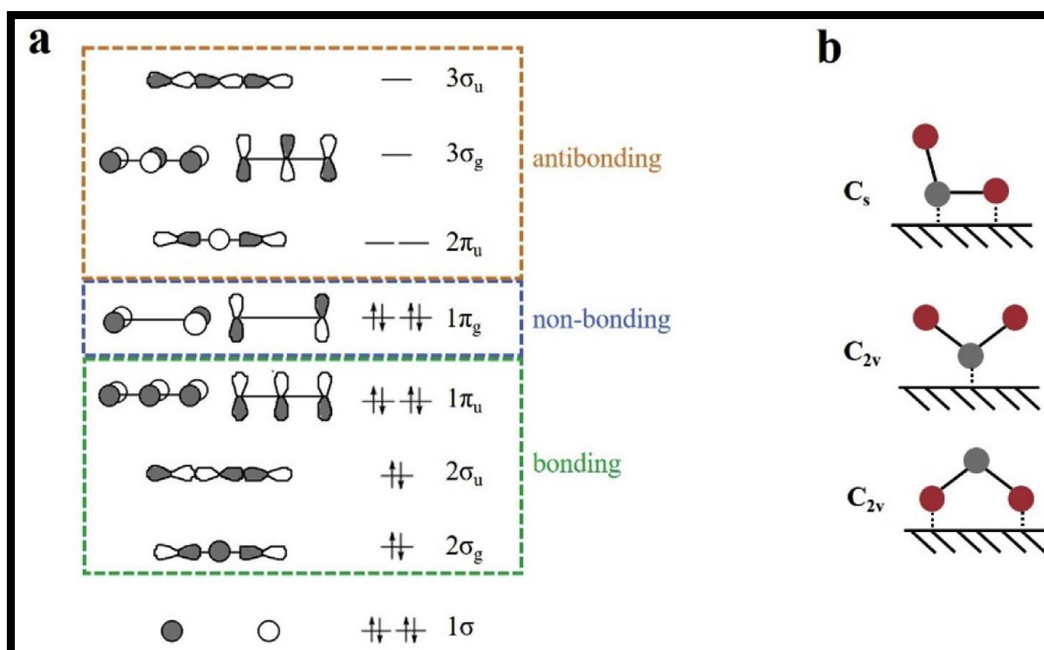 a
3σu
3σg
antibonding
2πu
1πg
non-bonding
1πu
2σu
bonding
2σg
1σ
b
Cs
C2v
C2v